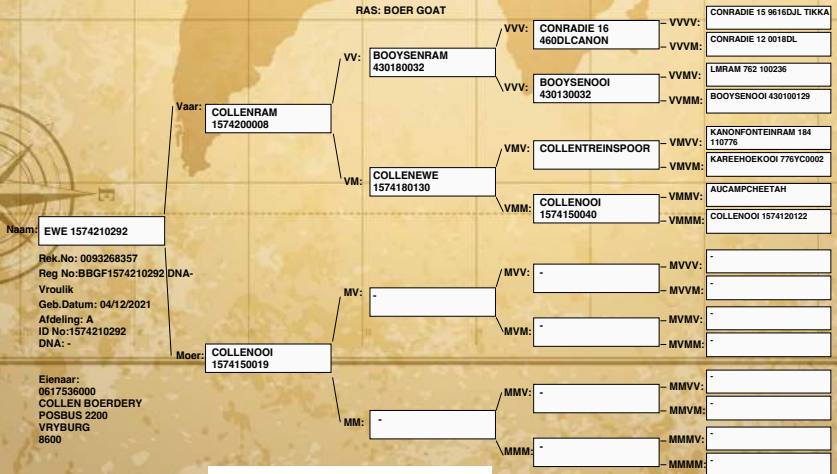 RAS: BOER GOAT
Naam: EWE 1574210292
Rek.No: 0093268357
Reg No:BBGF1574210292 DNA-
Vroulik
Geb.Datum: 04/12/2021
Afdeling: A
ID No:1574210292
DNA: -
Eienaar:
0617536000
COLLEN BOERDERY
POSBUS 2200
VRYBURG
8600
Vaar: COLLENRAM
1574200008
Moer: COLLENOOI
1574150019
VV: BOOYSENRAM
430180032
VM: COLLENEWE
1574180130
MV: -
MM: -
VVV: CONRADIE 16
460DLCANON
VVV: BOOYSENOOI
430130032
VMV: COLLENTREINSPOOR
VMM: COLLENOOI
1574150040
MVV: -
MVM: -
MMV: -
MMM: -
VVVV: CONRADIE 15 9616DJL TIKKA
VVVM: CONRADIE 12 0018DL
VVMV: LMRAM 762 100236
VVMM: BOOYSENOOI 430100129
VMVV: KANONFONTEINRAM 184
110776
VMVM: KAREEHOEKOOI 776YC0002
VMMV: AUCAMPCHEETAH
VMMM: COLLENOOI 1574120122
MVVV: -
MVVM: -
MVMV: -
MVMM: -
MMVV: -
MMVM: -
MMMV: -
MMMM: -
E